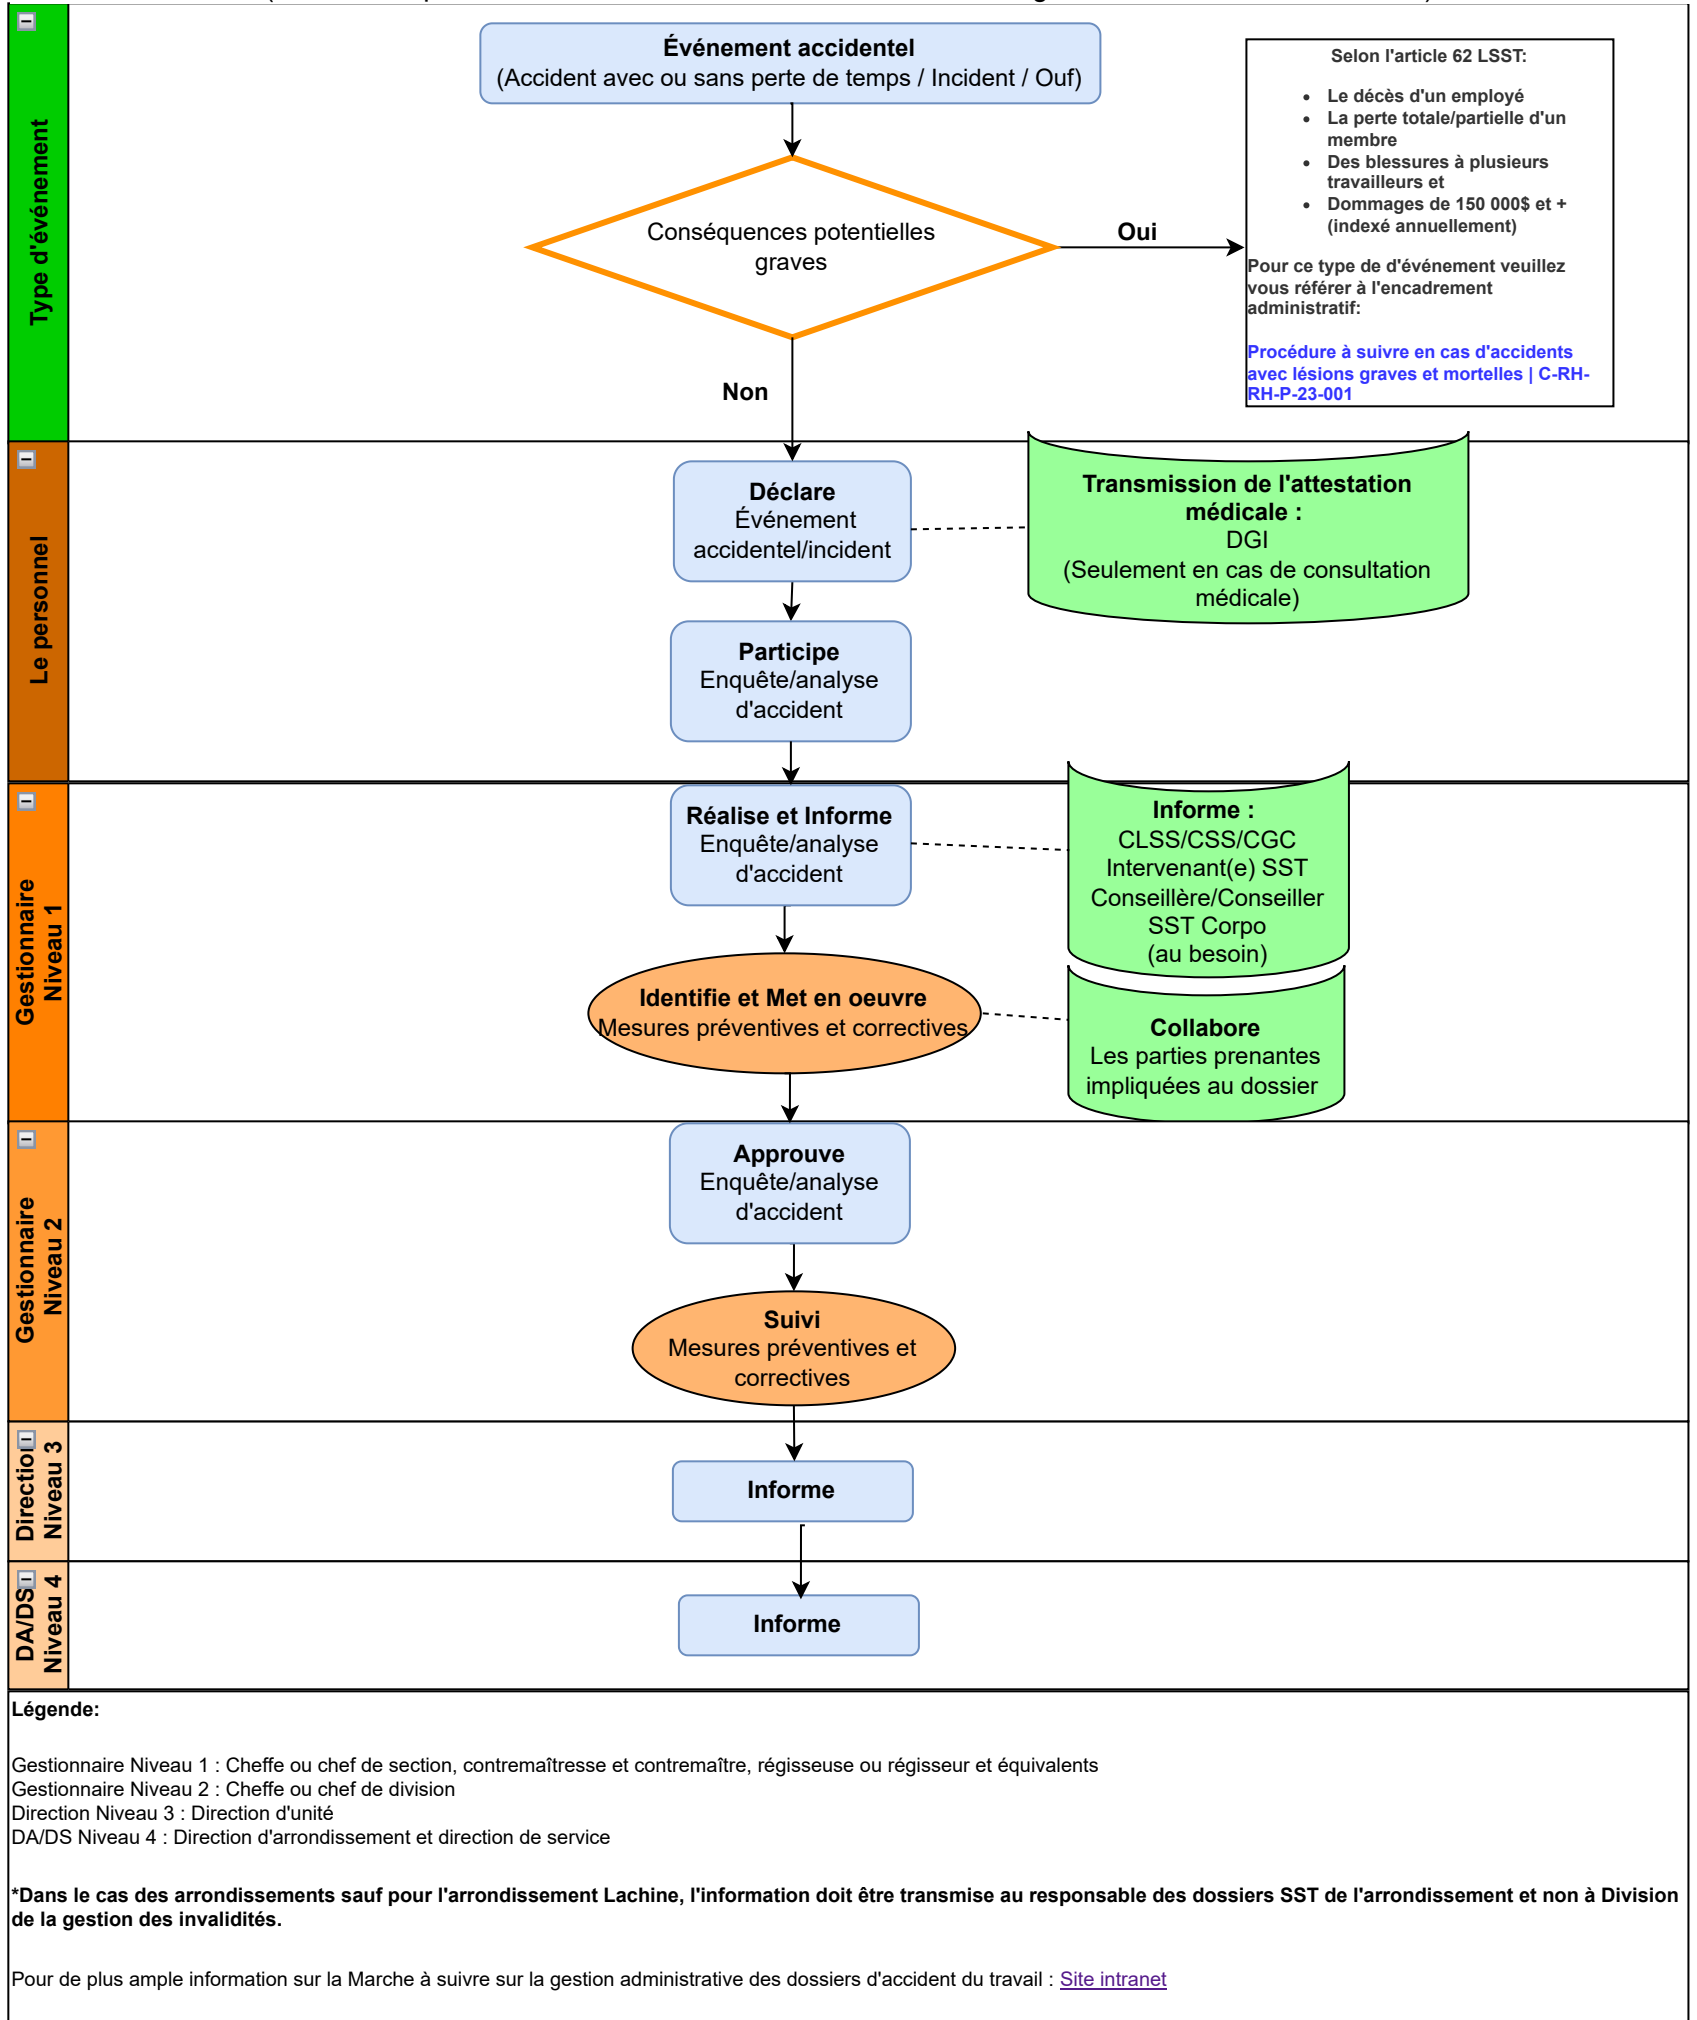 Événement accidentel
(Accident avec ou sans perte de temps / Incident / Ouf)
Selon l'article 62 LSST:
• Le décès d'un employé
• La perte totale/partielle d'un
membre
• Des blessures à plusieurs
travailleurs et
• Dommages de 150 000$ et +
(indexé annuellement)
Pour ce type de d'événement veuillez
vous référer à l'encadrement
administratif:
Procédure à suivre en cas d'accidents
avec lésions graves et mortelles | C-RH-
RH-P-23-001
Type d'événement
Conséquences potentielles
graves
Oui
Non
Le personnel
Déclare
Événement
accidentel/incident
Transmission de l'attestation
médicale :
DGI
(Seulement en cas de consultation
médicale)
Participe
Enquête/analyse
d'accident
Gestionnaire
Niveau 1
Réalise et Informe
Enquête/analyse
d'accident
Informe :
CLSS/CSS/CGC
Intervenant(e) SST
Conseillère/Conseiller
SST Corpo
(au besoin)
Identifie et Met en oeuvre
Mesures préventives et correctives
Collabore
Les parties prenantes
impliquées au dossier
Gestionnaire
Niveau 2
Approuve
Enquête/analyse
d'accident
Suivi
Mesures préventives et
correctives
Direction
Niveau 3
Informe
DA/DS
Niveau 4
Informe
Légende:
Gestionnaire Niveau 1 : Cheffe ou chef de section, contremaîtresse et contremaître, régisseuse ou régisseur et équivalents
Gestionnaire Niveau 2 : Cheffe ou chef de division
Direction Niveau 3 : Direction d'unité
DA/DS Niveau 4 : Direction d'arrondissement et direction de service
*Dans le cas des arrondissements sauf pour l'arrondissement Lachine, l'information doit être transmise au responsable des dossiers SST de l'arrondissement et non à Division
de la gestion des invalidités.
Pour de plus ample information sur la Marche à suivre sur la gestion administrative des dossiers d'accident du travail : Site intranet